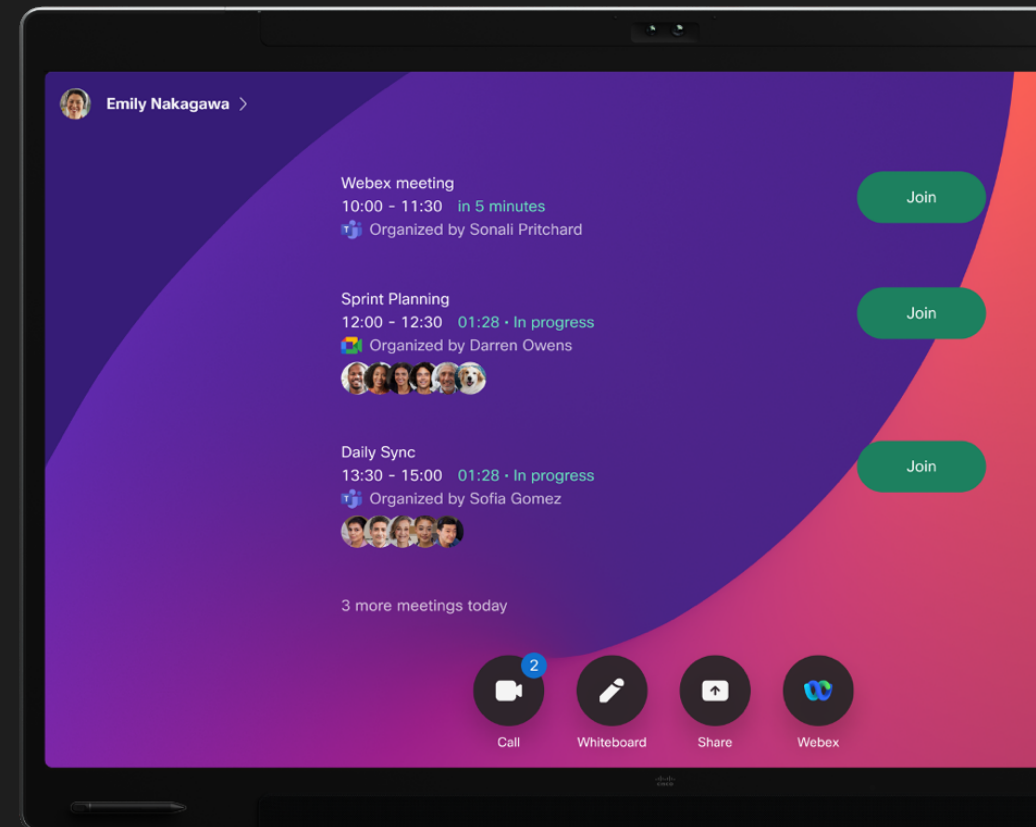 Emily Nakagawa
Webex meeting
10:00 - 11:30 in 5 minutes
Organized by Sonali Pritchard
Join
Sprint Planning
12:00 - 12:30 01:28 • In progress
Organized by Darren Owens
Join
Daily Sync
13:30 - 15:00 01:28 • In progress
Organized by Sofia Gomez
Join
3 more meetings today
2
Call
Whiteboard
Share
Webex
cisco